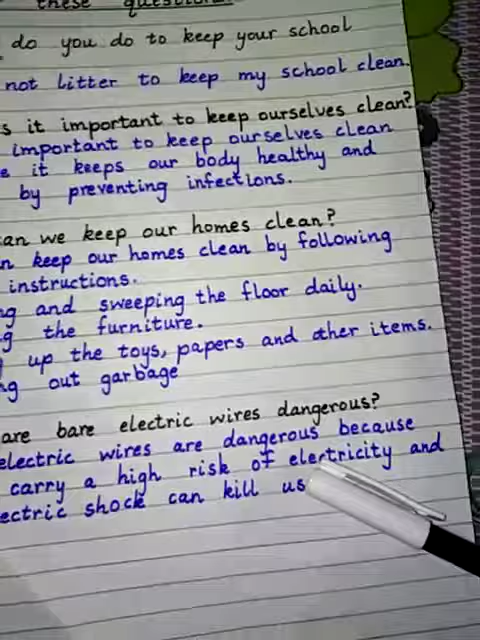 these questions
do you do to keep your school
not litter to keep my school clean.
s it important to keep ourselves clean?
important to keep ourselves clean
e it keeps our body healthy and
by preventing infections.
an we keep our homes clean?
n keep our homes clean by following
instructions.
ng and sweeping the floor daily.
g the furniture.
up the toys, papers and other items.
ng out garbage
are bare electric wires dangerous?
electric wires are dangerous because
carry a high risk of electricity and
ectric shock can kill us